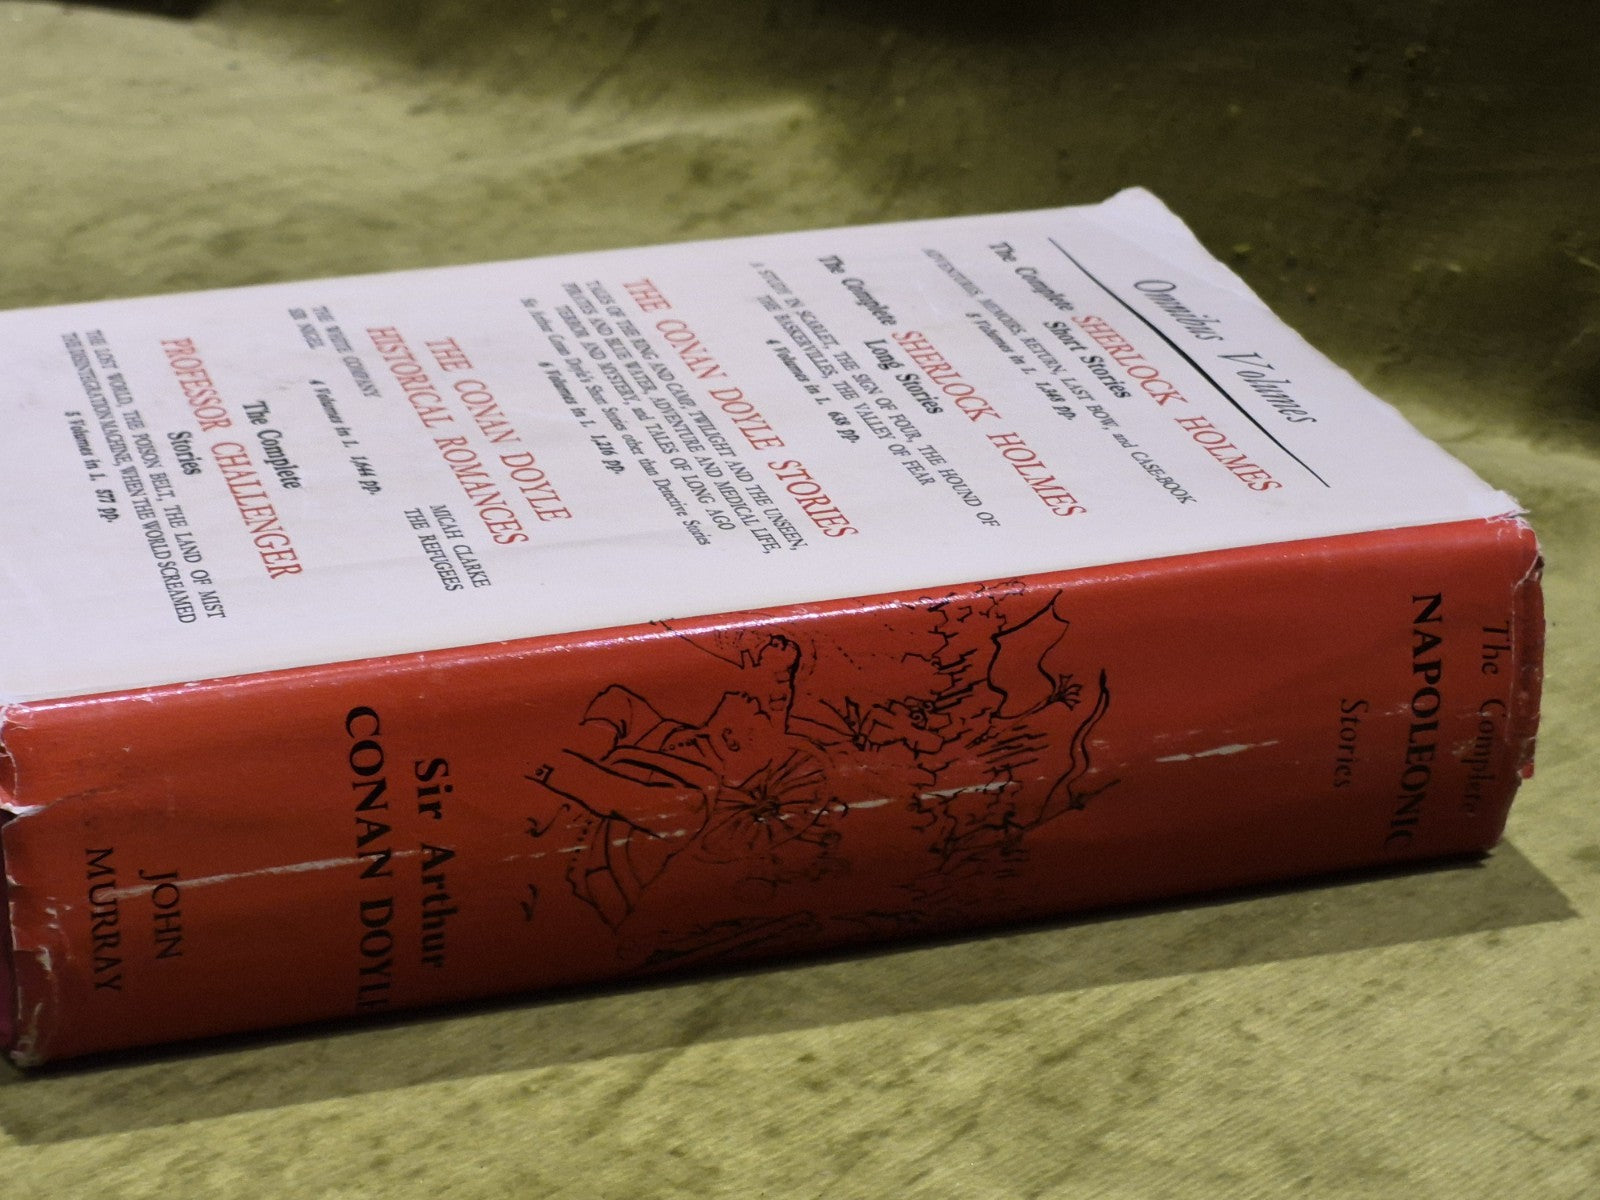 Omnibus Volumes
The Complete SHERLOCK HOLMES
Short Stories
ADVENTURES, MEMOIRS, RETURN, LAST BOW, and CASEBOOK
5 Volumes in 1. 1,348 pp.
The Complete SHERLOCK HOLMES
Long Stories
A STUDY IN SCARLET, THE SIGN OF FOUR, THE HOUND OF
THE BASKERVILLES, THE VALLEY OF FEAR
4 Volumes in 1. 638 pp.
THE CONAN DOYLE STORIES
TALES OF THE RING AND CAMP, TWILIGHT AND THE UNSEEN,
PIRATES AND BLUE WATER, ADVENTURE AND MEDICAL LIFE,
TERROR AND MYSTERY, and TALES OF LONG AGO
Sir Arthur Conan Doyle's Short Stories other than Detective Stories
6 Volumes in 1. 1,216 pp.
THE CONAN DOYLE
HISTORICAL ROMANCES
THE WHITE COMPANY MICAH CLARKE
SIR NIGEL THE REFUGEES
4 Volumes in 1. 1,644 pp.
The Complete
PROFESSOR CHALLENGER
Stories
THE LOST WORLD, THE POISON BELT, THE LAND OF MIST
THE DISINTEGRATION MACHINE, WHEN THE WORLD SCREAMED
5 Volumes in 1. 577 pp.
The Complete
NAPOLEONIC
Stories
Sir Arthur
CONAN DOYLE
JOHN
MURRAY